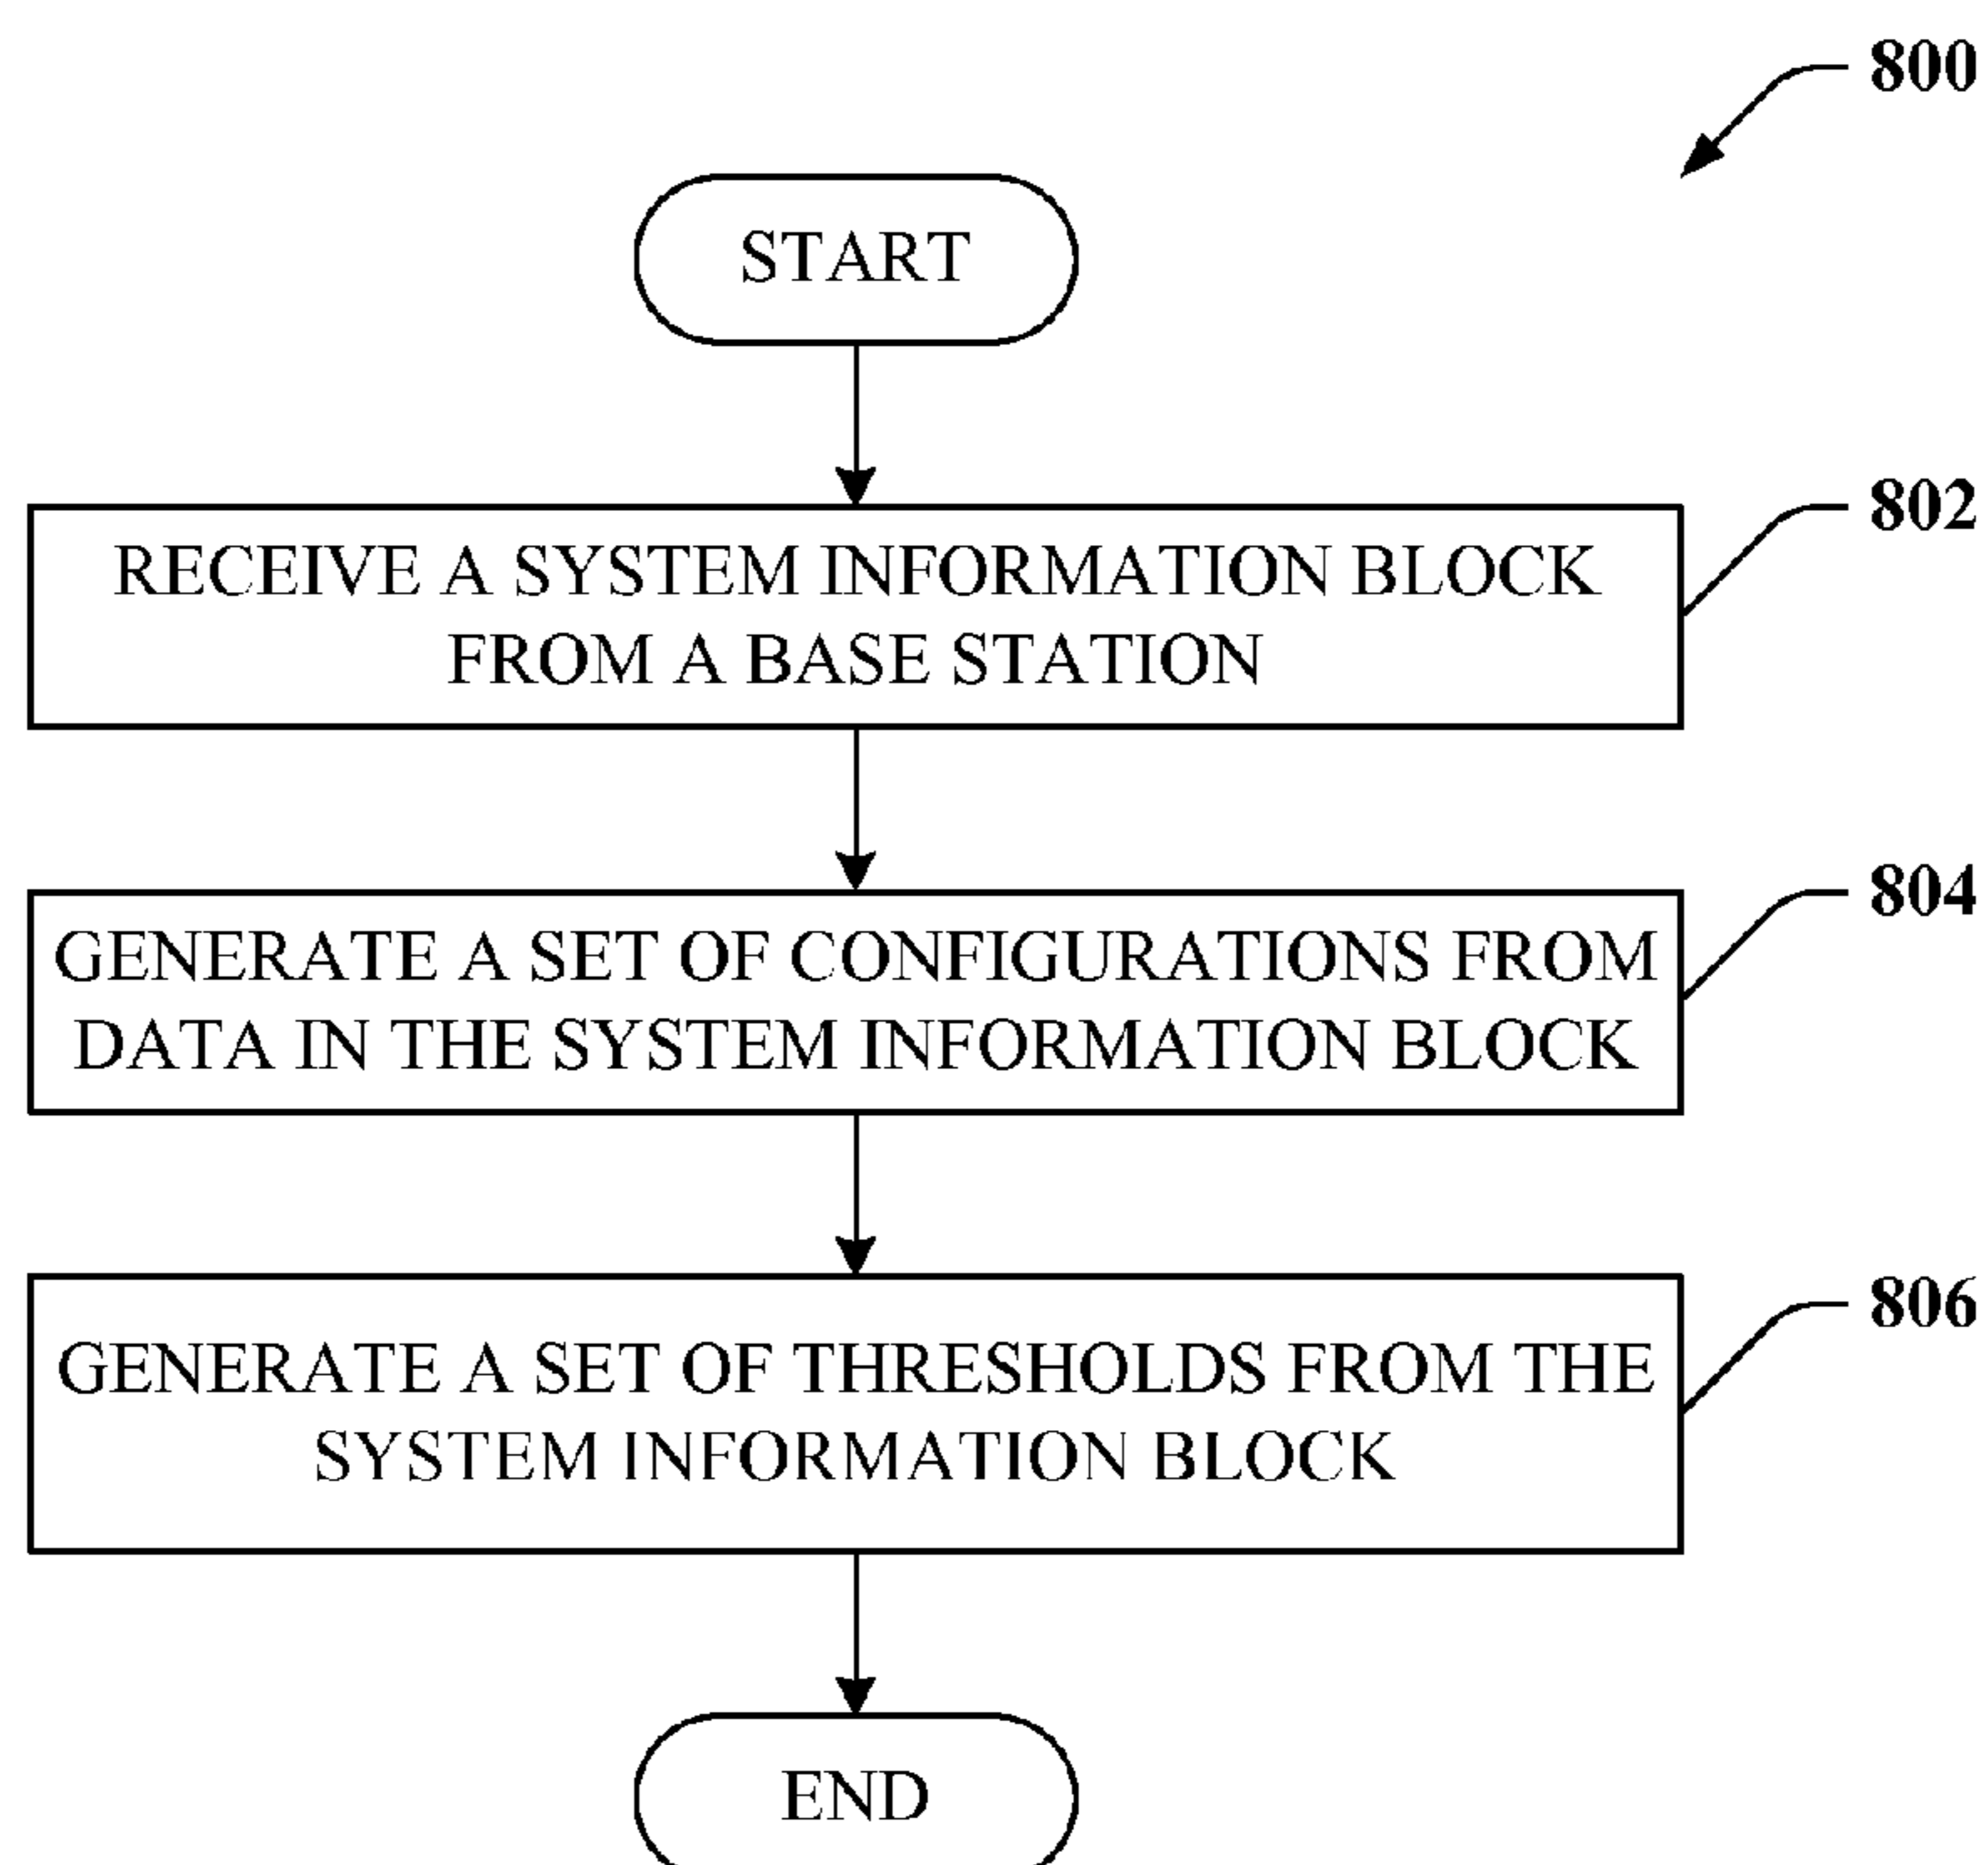 800
START
802
RECEIVE A SYSTEM INFORMATION BLOCK
FROM A BASE STATION
804
GENERATE A SET OF CONFIGURATIONS FROM
DATA IN THE SYSTEM INFORMATION BLOCK
806
GENERATE A SET OF THRESHOLDS FROM THE
SYSTEM INFORMATION BLOCK
END